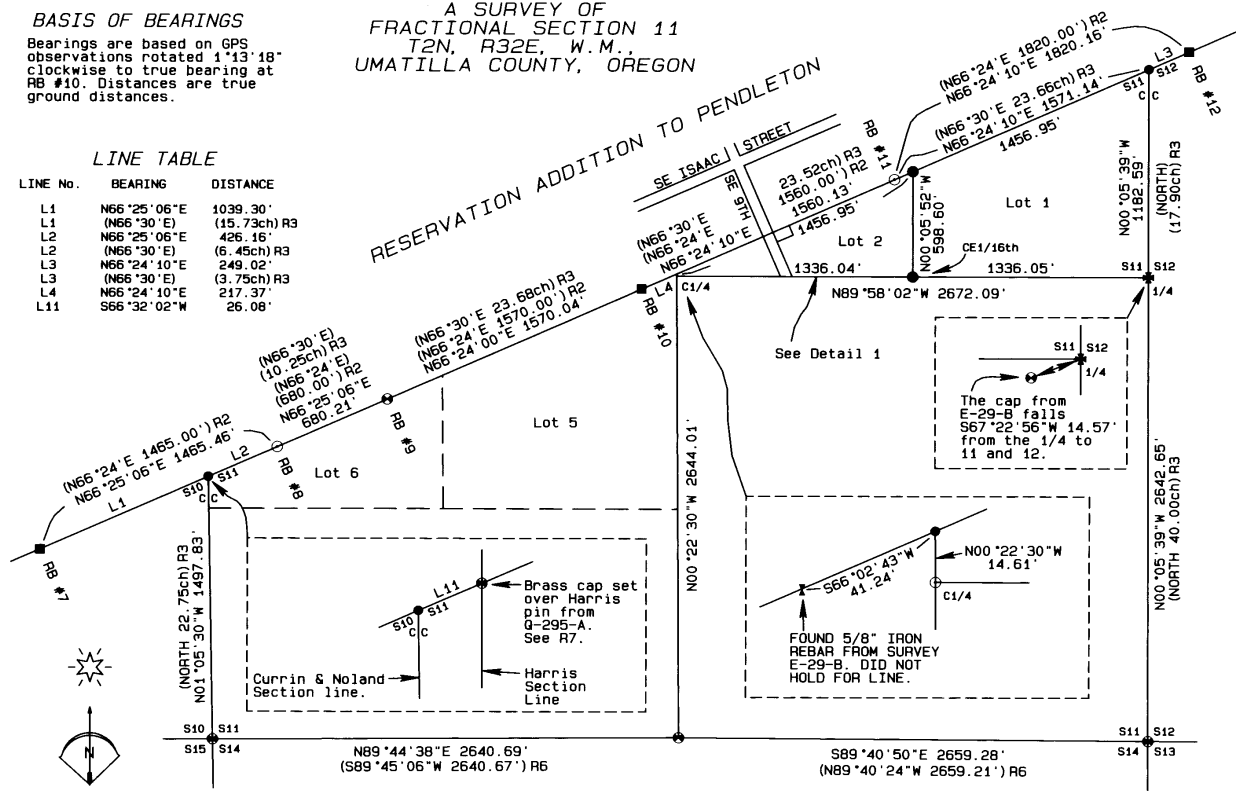 BASIS OF BEARINGS
Bearings are based on GPS
observations rotated 1°13'18"
clockwise to true bearing at
RB #10. Distances are true
ground distances.
A SURVEY OF
FRACTIONAL SECTION 11
T2N, R32E, W.M.,
UMATILLA COUNTY, OREGON
LINE TABLE
LINE No. BEARING DISTANCE
L1 N66°25'06"E 1039.30'
L1 (N66°30'E) (15.73ch)R3
L2 N66°25'06"E 426.16'
L2 (N66°30'E) (6.45ch)R3
L3 N66°24'10"E 249.02'
L3 (N66°30'E) (3.75ch)R3
L4 N66°24'10"E 217.37'
L11 S66°32'02"W 26.08'
RESERVATION ADDITION TO PENDLETON
SE ISAAC STREET
SE 9TH
(N66°24'E 1820.00')R2
N66°24'10"E 1820.16'
(N66°30'E 23.66ch)R3
N66°24'10"E 1571.14'
1456.95'
L3
RB #12
S11 S12
C C
RB #11
(N66°30'E 23.52ch)R3
(N66°24'E 1560.00')R2
N66°24'10"E 1560.13'
1456.95'
Lot 1
Lot 2
N00°05'52"W
598.60'
N00°05'39"W
1182.59'
(NORTH)
(17.90ch)R3
CE1/16th
1336.04'
1336.05'
N89°58'02"W 2672.09'
S11 S12
1/4
L4
C1/4
RB #10
See Detail 1
(N66°30'E 23.68ch)R3
(N66°24'E 1570.00')R2
N66°24'00"E 1570.04'
(N66°30'E)
(10.25ch)R3
(N66°24'E)
(680.00')R2
N66°25'06"E
680.21'
RB #9
RB #8
(N66°24'E 1465.00')R2
N66°25'06"E 1465.46'
L1
L2
RB #7
S10 S11
C C
Lot 5
Lot 6
S11 S12
1/4
The cap from
E-29-B falls
S67°22'56"W 14.57'
from the 1/4 to
11 and 12.
N00°22'30"W 2644.01'
N00°05'39"W 2642.65'
(NORTH 40.00ch)R3
(NORTH 22.75ch)R3
N01°05'30"W 1497.83'
L11
S10 S11
C C
Brass cap set
over Harris
pin from
Q-295-A.
See R7.
Currin & Noland
Section line.
Harris
Section
Line
S66°02'43"W
41.24'
N00°22'30"W
14.61'
C1/4
FOUND 5/8" IRON
REBAR FROM SURVEY
E-29-B. DID NOT
HOLD FOR LINE.
N
S10 S11
S15 S14
N89°44'38"E 2640.69'
(S89°45'06"W 2640.67')R6
S89°40'50"E 2659.28'
(N89°40'24"W 2659.21')R6
S11 S12
S14 S13